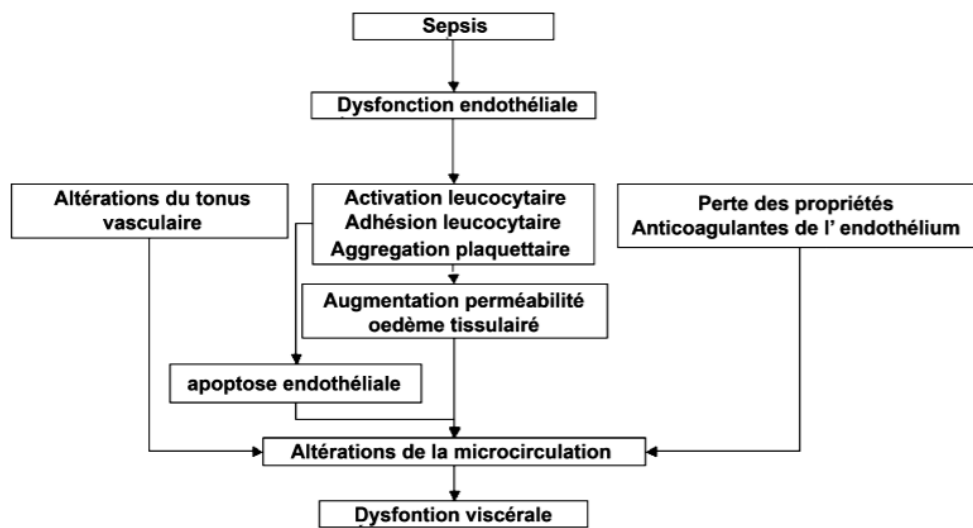 Sepsis
Dysfonction endothéliale
Altérations du tonus
vasculaire
Activation leucocytaire
Adhésion leucocytaire
Aggregation plaquettaire
Perte des propriétés
Anticoagulantes de l' endothélium
Augmentation perméabilité
oedème tissulairé
apoptose endothéliale
Altérations de la microcirculation
Dysfontion viscérale